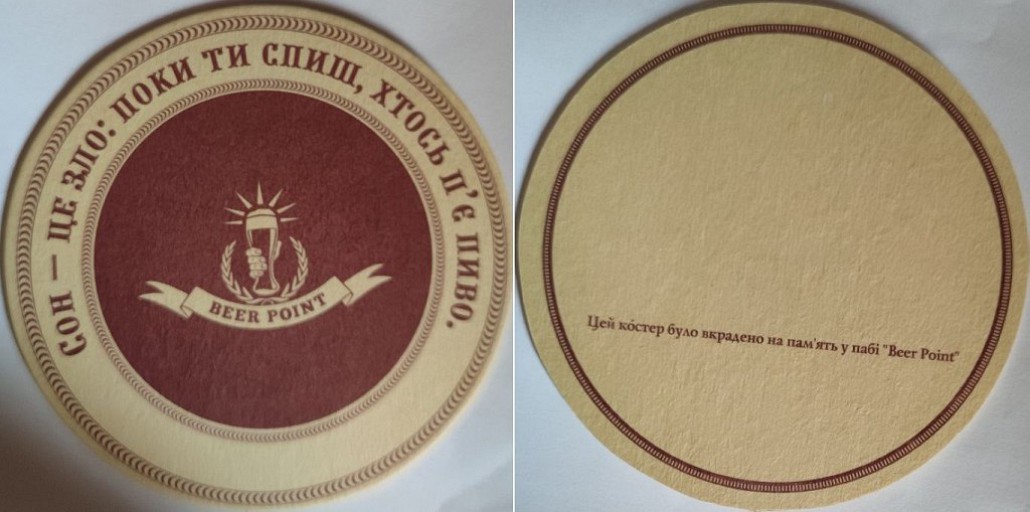 СОН — ЦЕ ЗЛО: ПОКИ ТИ СПИШ, ХТОСЬ П'Є ПИВО.
BEER POINT
Цей ко́стер було вкрадено на пам'ять у пабі "Beer Point"